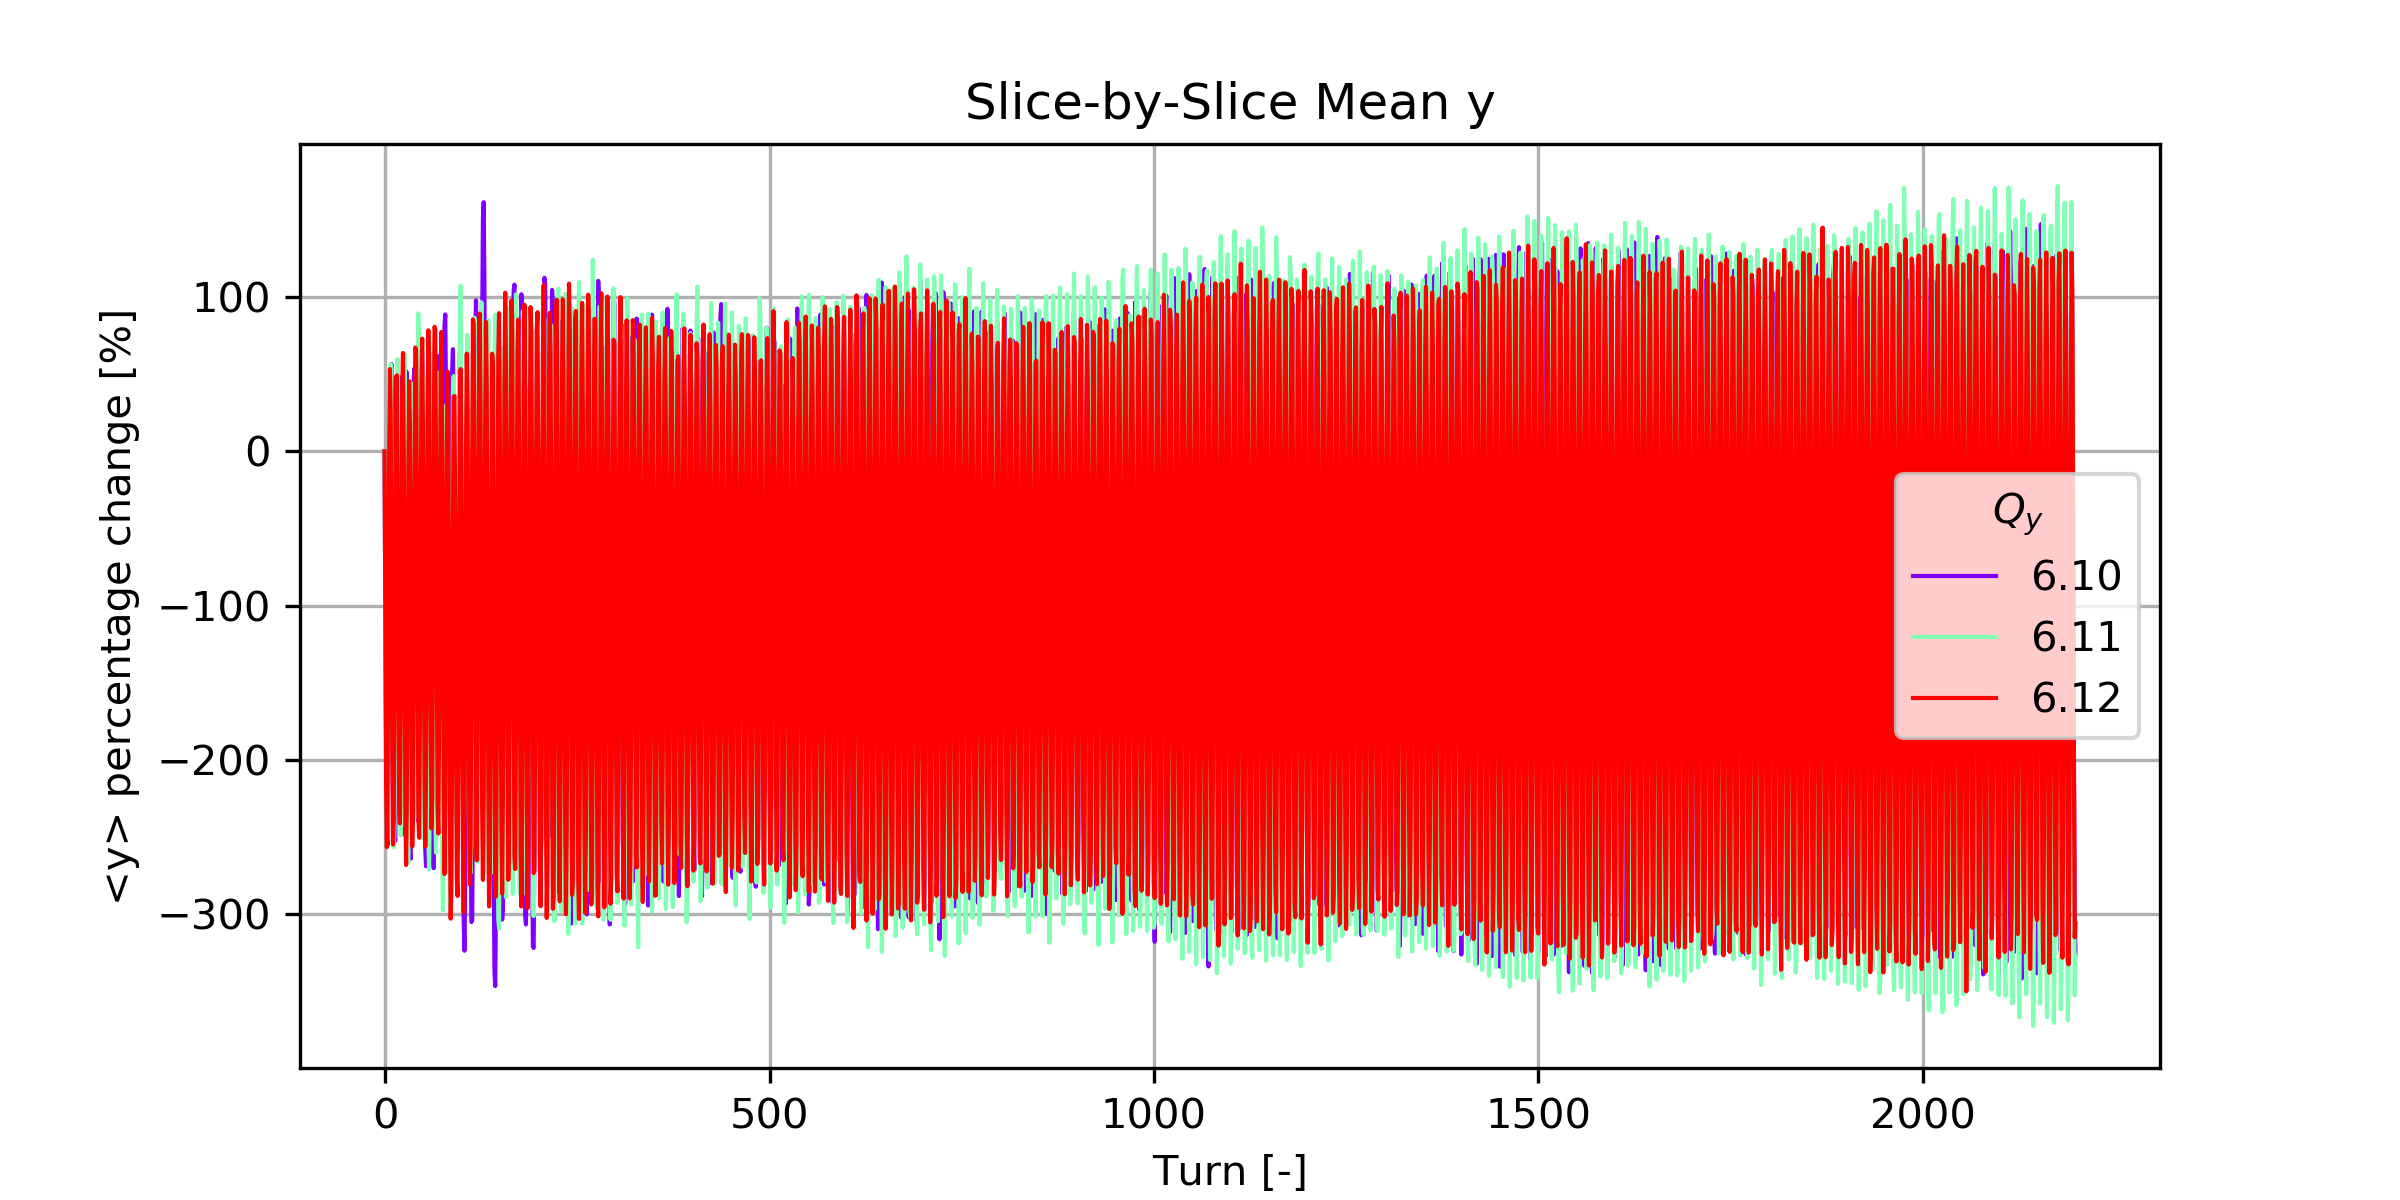 Slice-by-Slice Mean y
<y> percentage change [%]
100
0
−100
−200
−300
Q_y
6.10
6.11
6.12
0 500 1000 1500 2000
Turn [-]